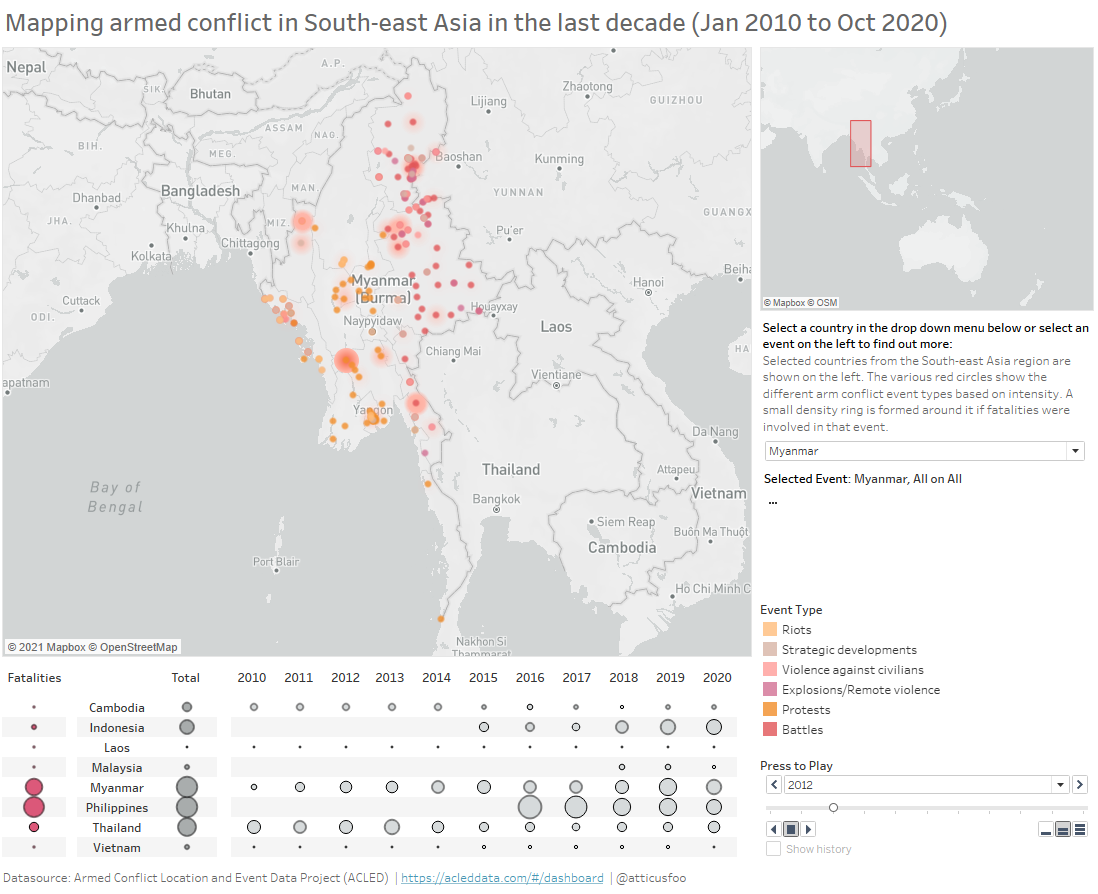 Mapping armed conflict in South-east Asia in the last decade (Jan 2010 to Oct 2020)
Nepal
A.P.
SIK.
Bhutan
Zhaotong
Lijiang
GUIZHOU
ASSAM
NAG.
BIH.
MEG.
Baoshan
Kunming
Bangladesh
MAN.
YUNNAN
Dhanbad
JHA.
MIZ.
GUANGX
Khulna
Chittagong
Pu'er
Kolkata
Myanmar
(Burma)
Hanoi
Beiha
Cuttack
ODI.
Houayxay
Naypyidaw
Laos
HA
Chiang Mai
Vientiane
apatnam
Yangon
Da Nang
Thailand
Attapeu
Bay of
Bengal
Bangkok
Vietnam
Siem Reap
Cambodia
Buôn Ma Thuột
Port Blair
Ho Chi Minh C
Nakhon Si
Thammarat
© 2021 Mapbox © OpenStreetMap
© Mapbox © OSM
Select a country in the drop down menu below or select an
event on the left to find out more:
Selected countries from the South-east Asia region are
shown on the left. The various red circles show the
different arm conflict event types based on intensity. A
small density ring is formed around it if fatalities were
involved in that event.
Myanmar
Selected Event: Myanmar, All on All
...
Event Type
Riots
Strategic developments
Violence against civilians
Explosions/Remote violence
Protests
Battles
Press to Play
2012
Show history
Fatalities Total 2010 2011 2012 2013 2014 2015 2016 2017 2018 2019 2020
Cambodia
Indonesia
Laos
Malaysia
Myanmar
Philippines
Thailand
Vietnam
Datasource: Armed Conflict Location and Event Data Project (ACLED) | https://acleddata.com/#/dashboard | @atticusfoo